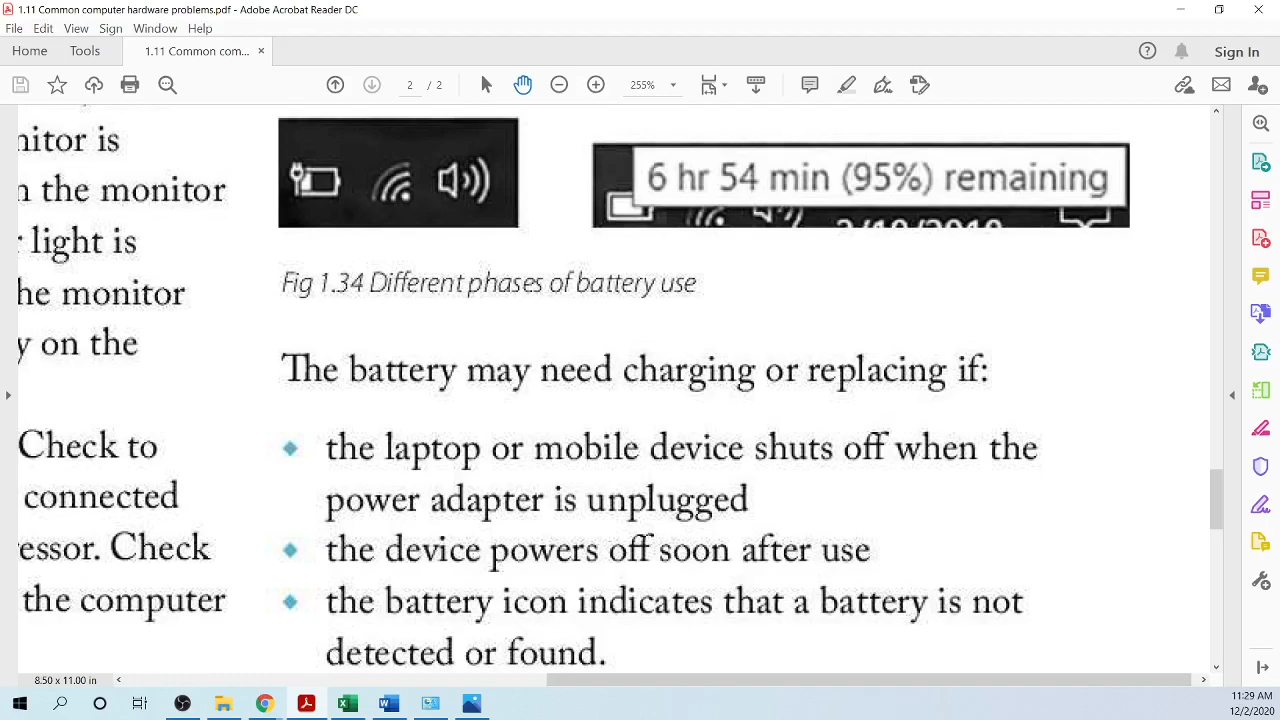 1.11 Common computer hardware problems.pdf - Adobe Acrobat Reader DC
File Edit View Sign Window Help
Home Tools 1.11 Common com... × Sign In
2 / 2 255%
nitor is
n the monitor
r light is
he monitor
y on the
Check to
connected
essor. Check
the computer
6 hr 54 min (95%) remaining
Fig 1.34 Different phases of battery use
The battery may need charging or replacing if:
the laptop or mobile device shuts off when the
power adapter is unplugged
the device powers off soon after use
the battery icon indicates that a battery is not
detected or found.
8.50 x 11.00 in
11:29 AM
12/2/2020